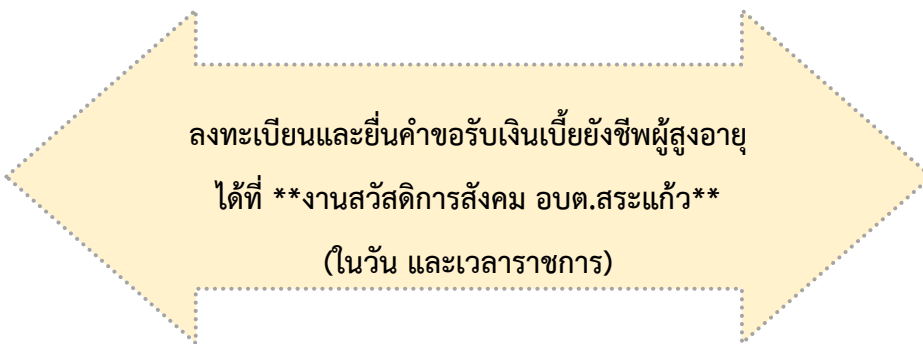 ลงทะเบียนและยื่นคำขอรับเงินเบี้ยยังชีพผู้สูงอายุ
ได้ที่ **งานสวัสดิการสังคม อบต.สระแก้ว**
(ในวัน และเวลาราชการ)